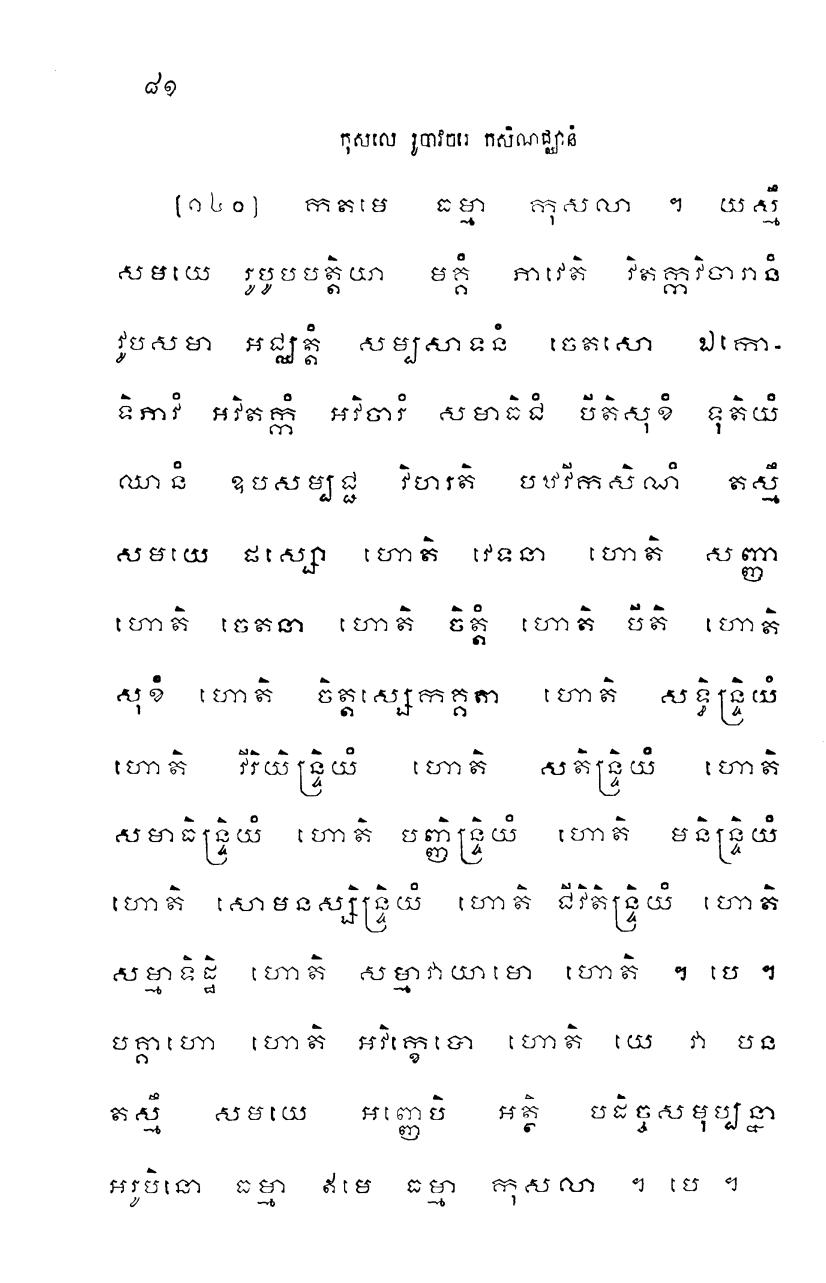 ៨១
កុសលេ រូបាវចរេ កសិណជ្ឈានំ
[១៤០] កតមេ ធម្មា កុសលា ។ យស្មឹ
សមយេ រូបូបបត្តិយា មគ្គំ ភាវេតិ វិតក្កវិចារានំ
វូបសមា អជ្ឈត្តំ សម្បសាទនំ ចេតសោ ឯកោ-
ទិភាវំ អវិតក្កំ អវិចារំ សមាធិជំ បីតិសុខំ ទុតិយំ
ឈានំ ឧបសម្បជ្ជ វិហរតិ បឋវីកសិណំ តស្មឹ
សមយេ ផស្សោ ហោតិ វេទនា ហោតិ សញ្ញា
ហោតិ ចេតនា ហោតិ ចិត្តំ ហោតិ បីតិ ហោតិ
សុខំ ហោតិ ចិត្តស្សេកគ្គតា ហោតិ សទ្ធិន្ទ្រិយំ
ហោតិ វីរិយិន្ទ្រិយំ ហោតិ សតិន្ទ្រិយំ ហោតិ
សមាធិន្ទ្រិយំ ហោតិ បញ្ញិន្ទ្រិយំ ហោតិ មនិន្ទ្រិយំ
ហោតិ សោមនស្សិន្ទ្រិយំ ហោតិ ជីវិតិន្ទ្រិយំ ហោតិ
សម្មាទិដ្ឋិ ហោតិ សម្មាវាយាមោ ហោតិ ។ បេ ។
បគ្គាហោ ហោតិ អវិក្ខេបោ ហោតិ យេ វា បន
តស្មឹ សមយេ អញ្ញេបិ អត្ថិ បដិច្ចសមុប្បន្នា
អរូបិនោ ធម្មា ឥមេ ធម្មា កុសលា ។ បេ ។